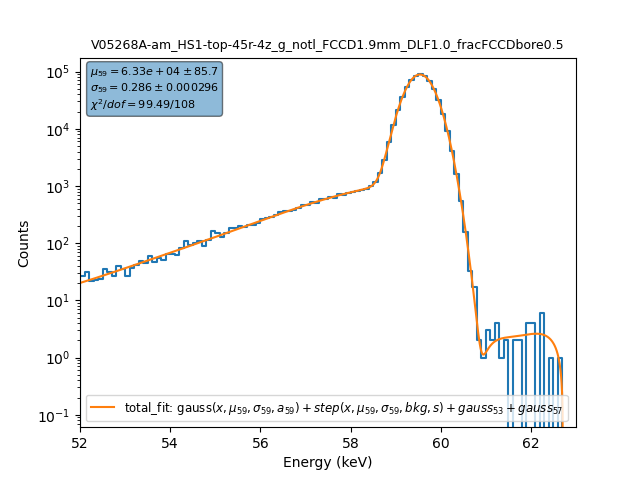 V05268A-am_HS1-top-45r-4z_g_notl_FCCD1.9mm_DLF1.0_fracFCCDbore0.5
μ59 = 6.33e + 04 ± 85.7
σ59 = 0.286 ± 0.000296
χ²/dof = 99.49/108
10⁵
10⁴
10³
10²
10¹
10⁰
10⁻¹
Counts
total_fit: gauss(x, μ59, σ59, a59) + step(x, μ59, σ59, bkg, s) + gauss53 + gauss57
52 54 56 58 60 62
Energy (keV)